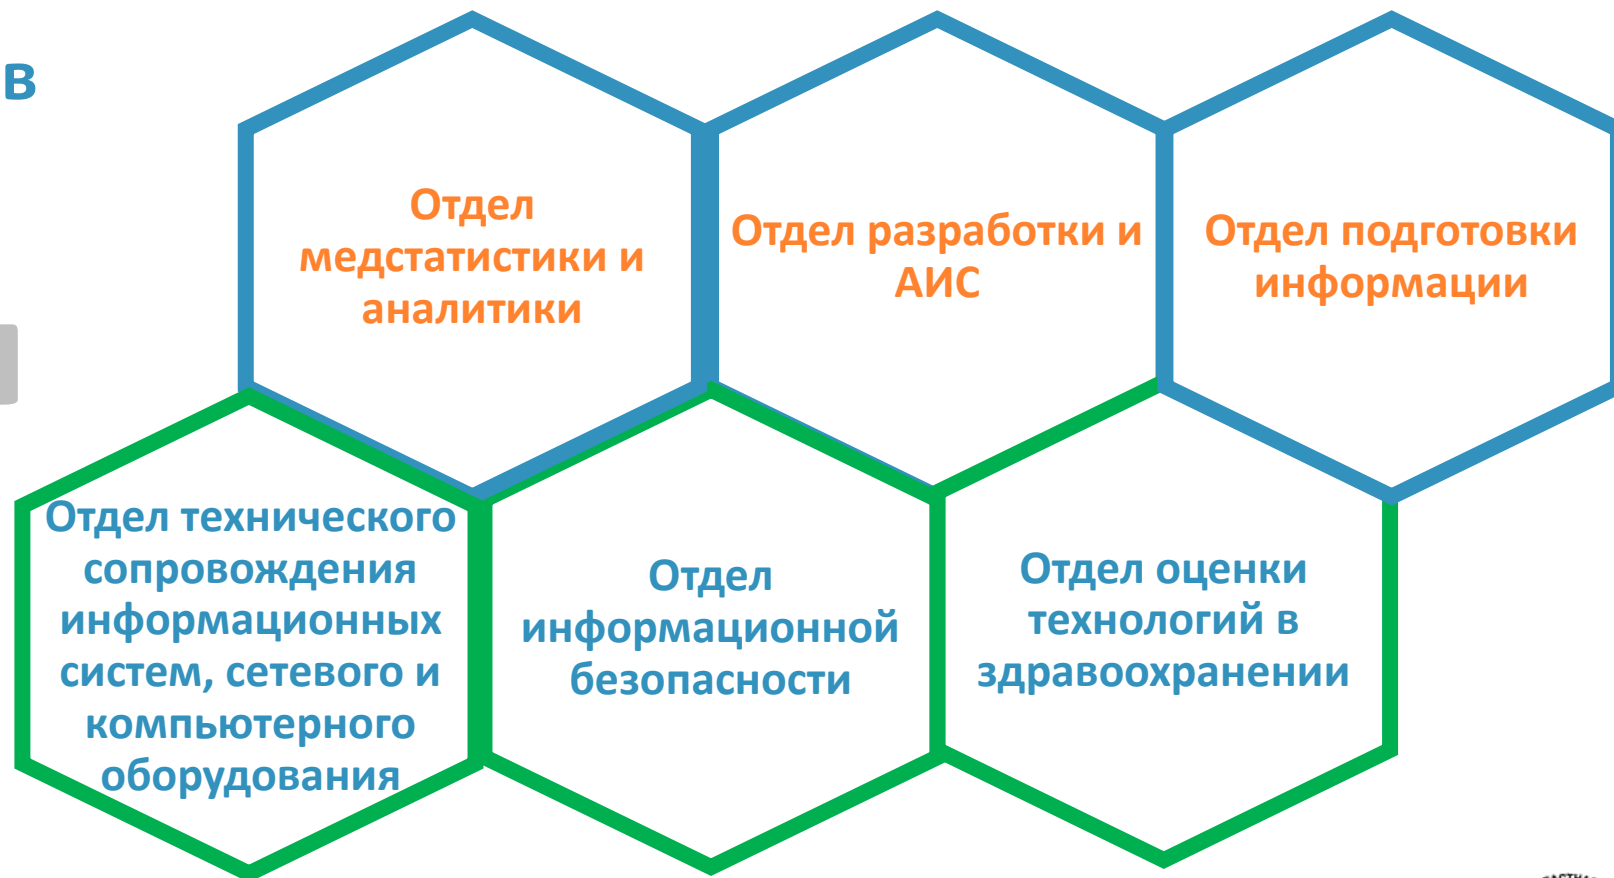 в
Отдел
медстатистики и
аналитики
Отдел разработки и
АИС
Отдел подготовки
информации
Отдел технического
сопровождения
информационных
систем, сетевого и
компьютерного
оборудования
Отдел
информационной
безопасности
Отдел оценки
технологий в
здравоохранении